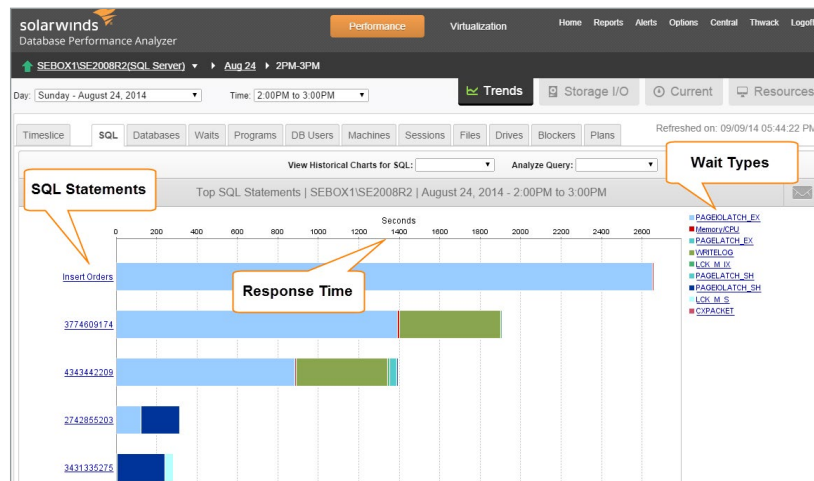 solarwinds
Database Performance Analyzer
Performance
Virtualization
Home Reports Alerts Options Central Thwack Logoff
SEBOX1\SE2008R2(SQL Server) Aug 24 2PM-3PM
Day: Sunday - August 24, 2014 Time: 2:00PM to 3:00PM
Trends Storage I/O Current Resources
Timeslice SQL Databases Waits Programs DB Users Machines Sessions Files Drives Blockers Plans
Refreshed on: 09/09/14 05:44:22 PM
View Historical Charts for SQL: Analyze Query:
Wait Types
SQL Statements
Top SQL Statements | SEBOX1\SE2008R2 | August 24, 2014 - 2:00PM to 3:00PM
Seconds
0 200 400 600 800 1000 1200 1400 1600 1800 2000 2200 2400 2600
PAGEIOLATCH_EX
Memory/CPU
PAGELATCH_EX
WRITELOG
LCK_M_IX
PAGELATCH_SH
PAGEIOLATCH_SH
LCK_M_S
CXPACKET
Insert Orders
Response Time
3774609174
4343442209
2742855203
3431335275